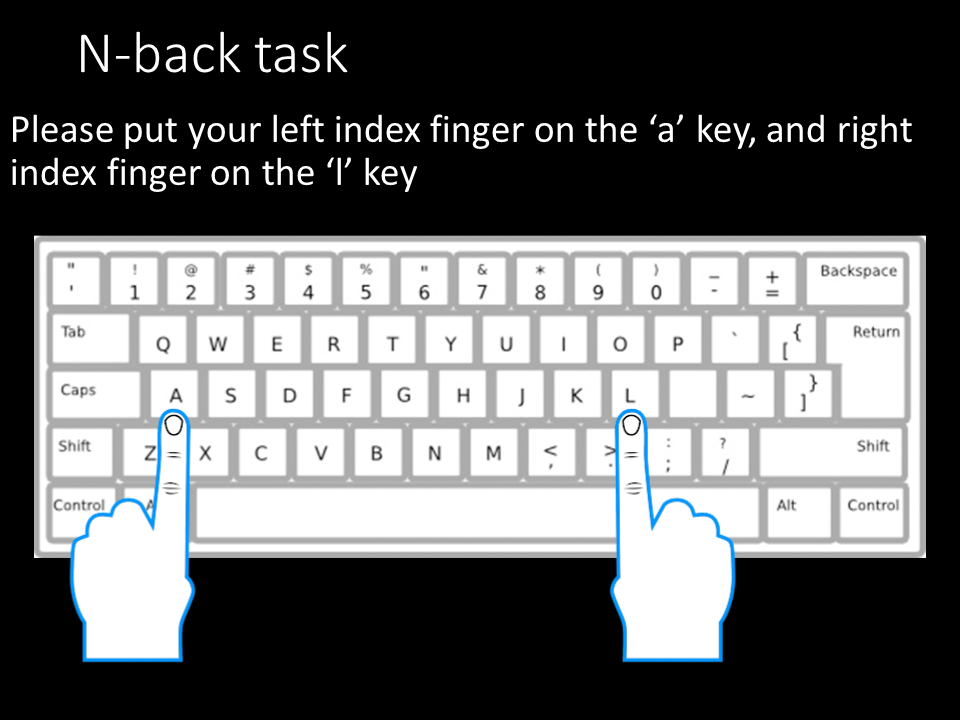 N-back task
Please put your left index finger on the ‘a’ key, and right
index finger on the ‘l’ key
" ! @ # $ % " & * ( ) _ + Backspace
' 1 2 3 4 5 6 7 8 9 0 - =
Tab Q W E R T Y U I O P ` { [ Return
Caps A S D F G H J K L ~ } ]
Shift Z X C V B N M < , > . : ; ? / Shift
Control A Alt Control